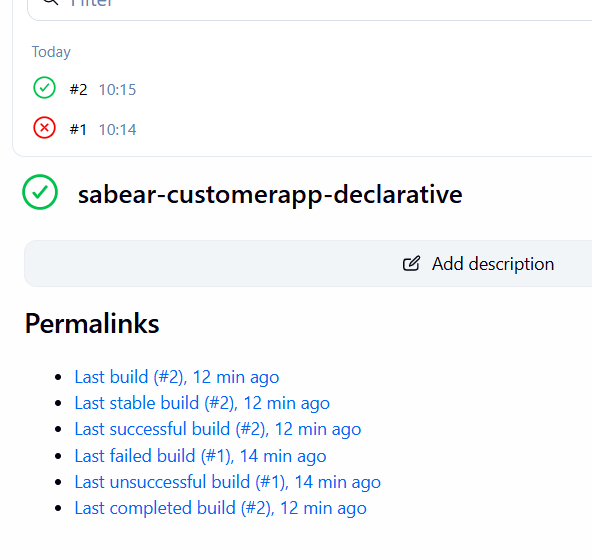 Filter
Today
#2 10:15
#1 10:14
sabear-customerapp-declarative
Add description
Permalinks
Last build (#2), 12 min ago
Last stable build (#2), 12 min ago
Last successful build (#2), 12 min ago
Last failed build (#1), 14 min ago
Last unsuccessful build (#1), 14 min ago
Last completed build (#2), 12 min ago